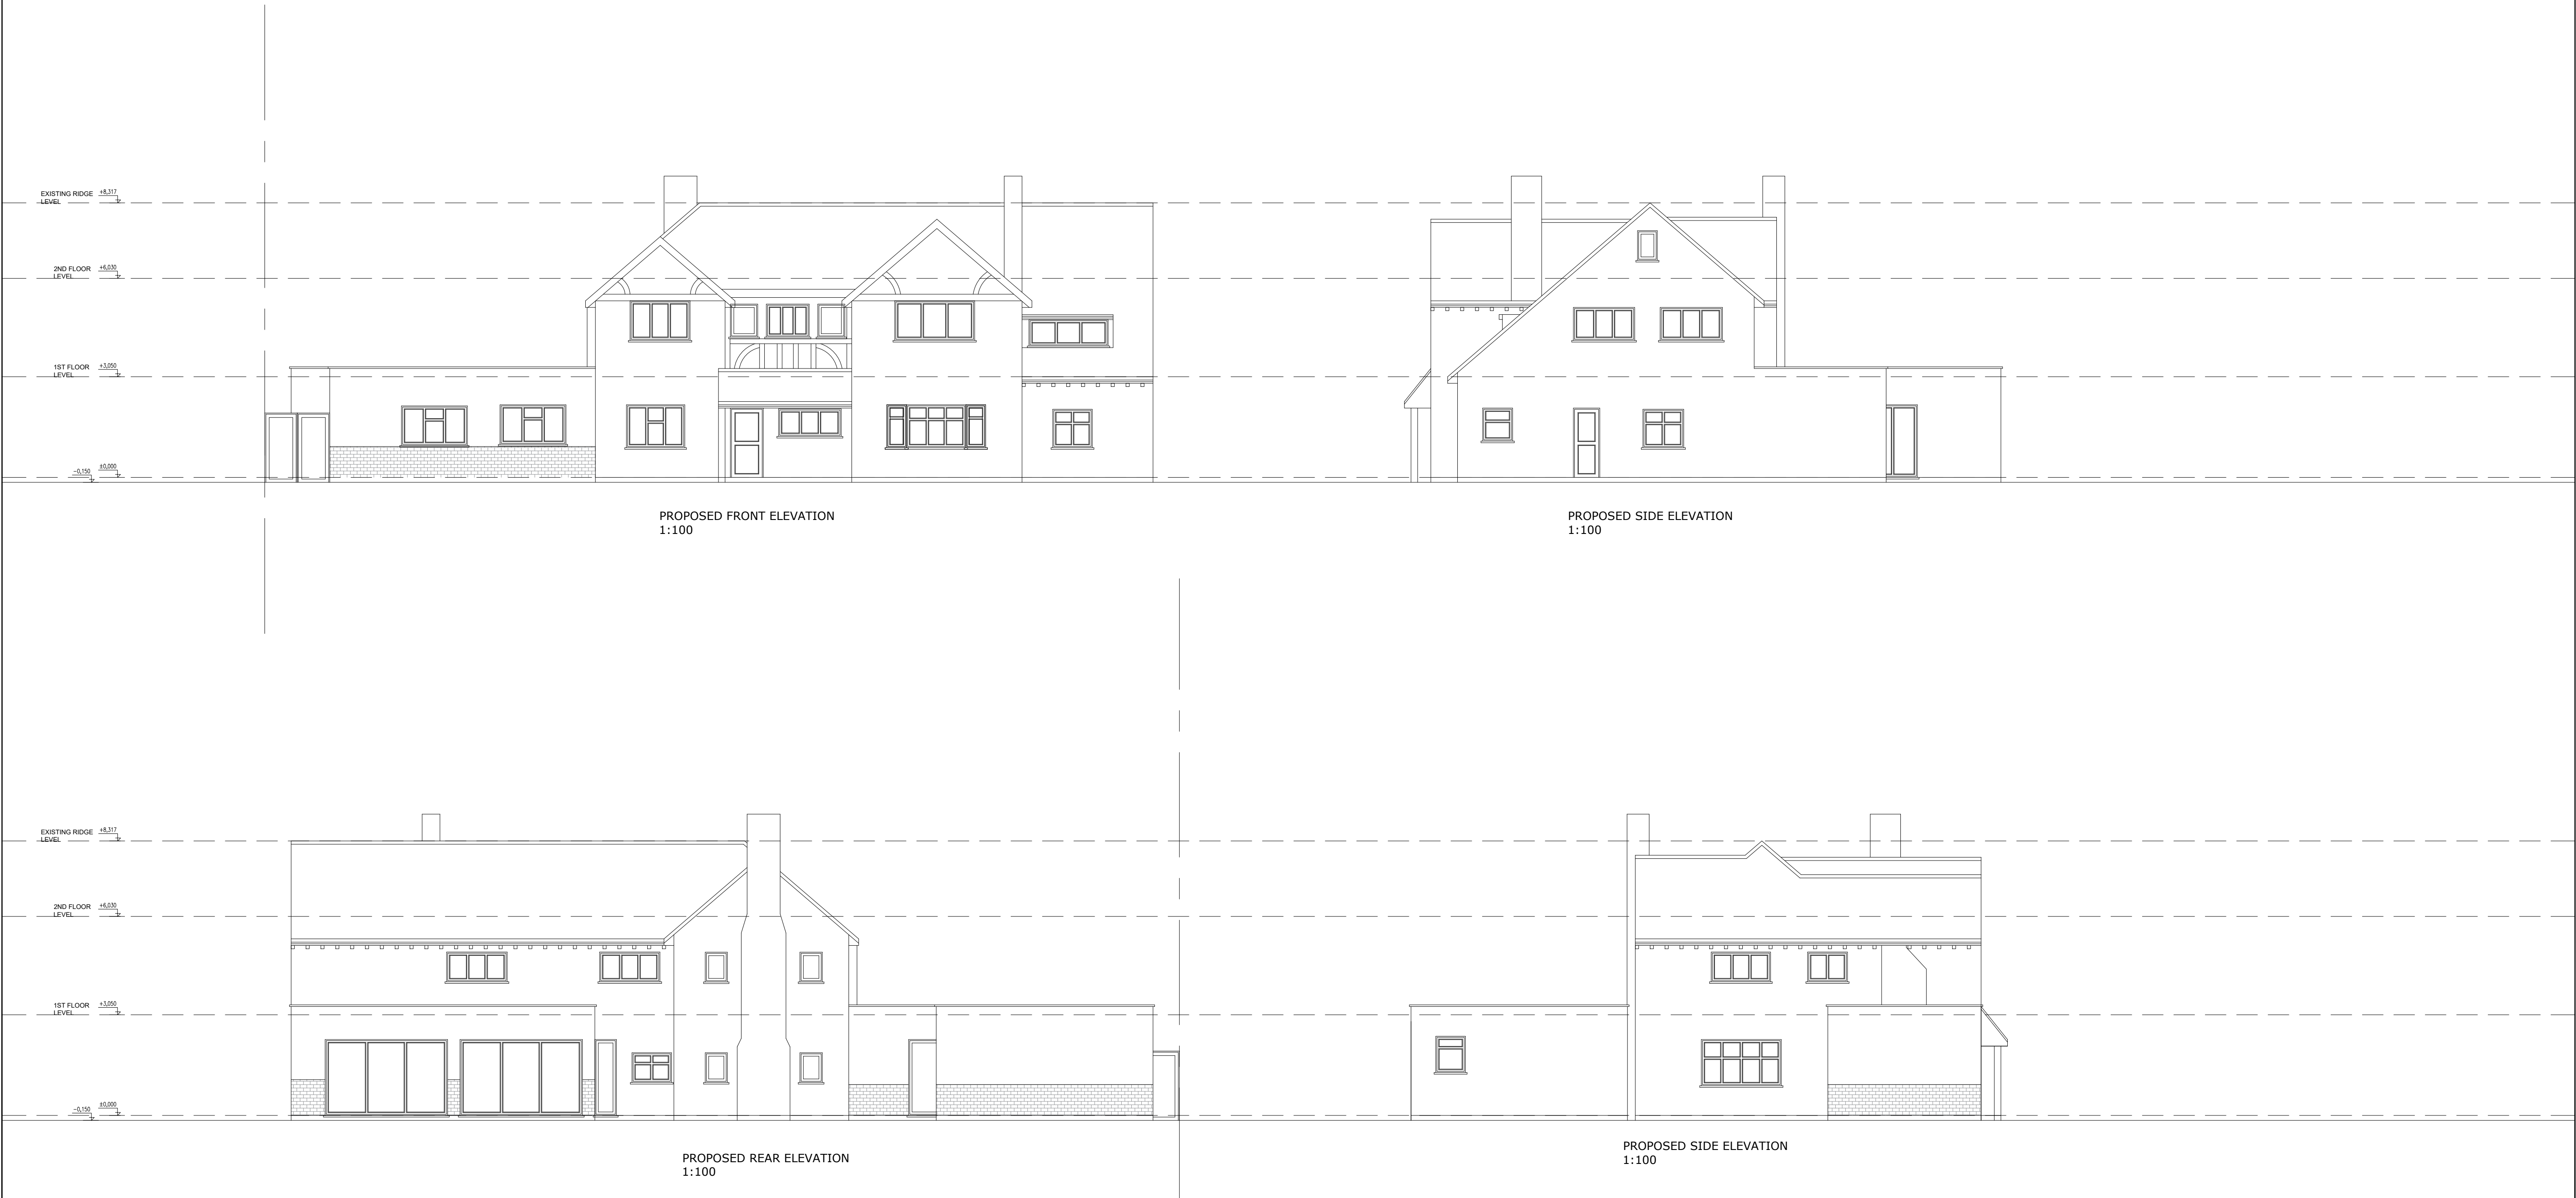 EXISTING RIDGE +8,317
LEVEL
2ND FLOOR +6,030
LEVEL
1ST FLOOR +3,050
LEVEL
±0,000
−0,150
PROPOSED FRONT ELEVATION
1:100
PROPOSED SIDE ELEVATION
1:100
EXISTING RIDGE +8,317
LEVEL
2ND FLOOR +6,030
LEVEL
1ST FLOOR +3,050
LEVEL
±0,000
−0,150
PROPOSED REAR ELEVATION
1:100
PROPOSED SIDE ELEVATION
1:100